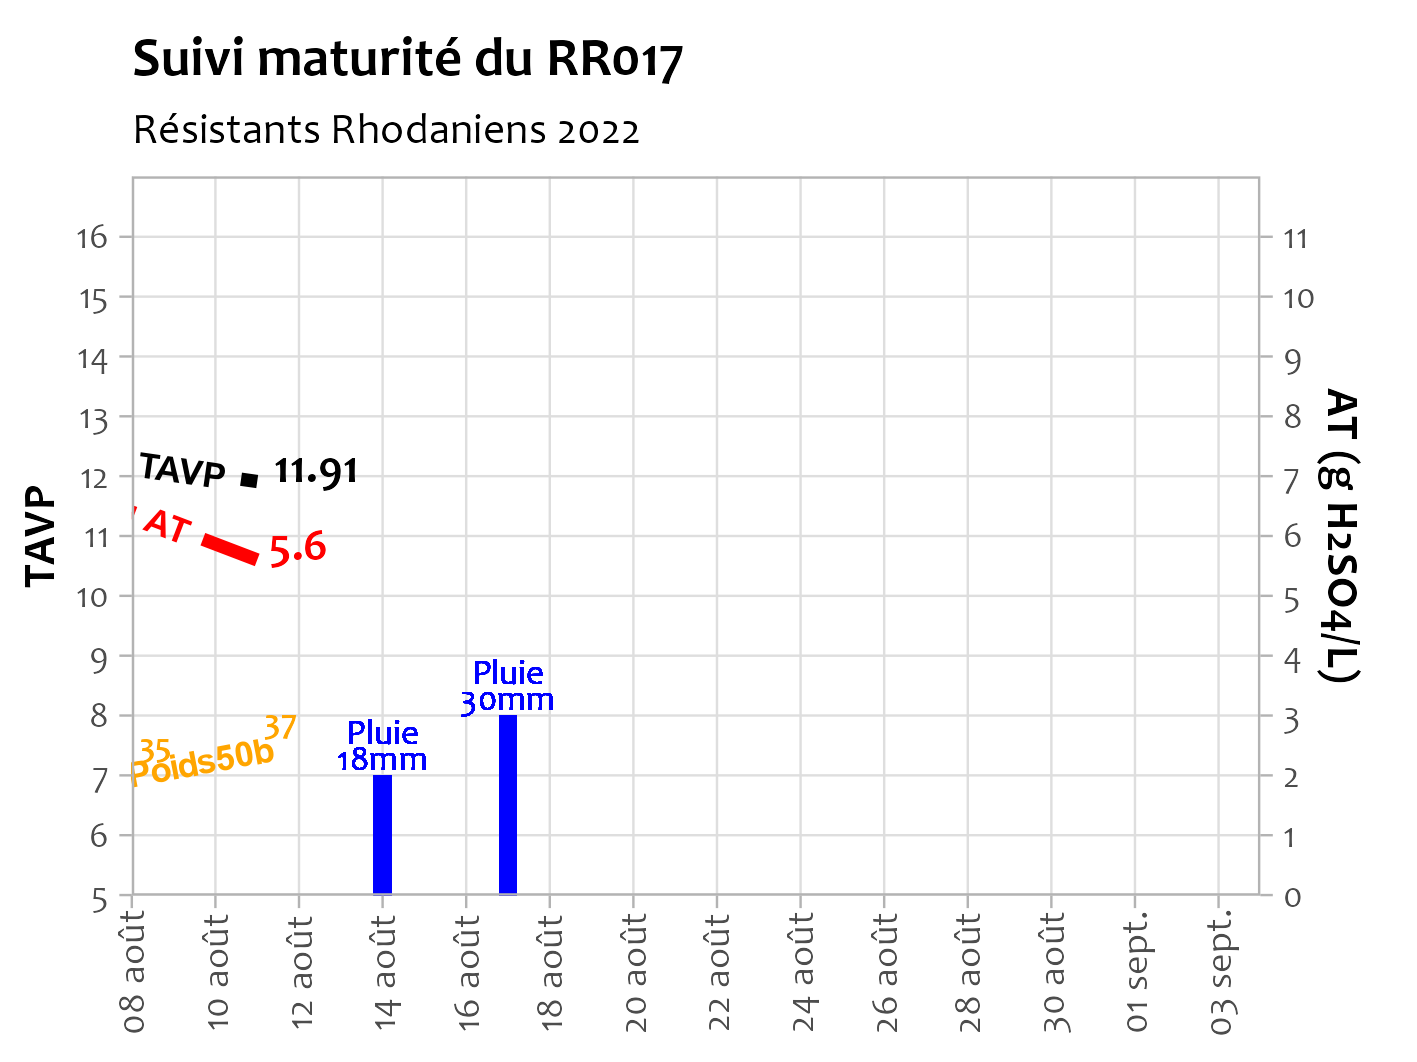 Suivi maturité du RR017
Résistants Rhodaniens 2022
TAVP
16
15
14
13
12
11
10
9
8
7
6
5
TAVP 11.91
AT 5.6
35
Poids50b
37
Pluie
18mm
Pluie
30mm
11
10
9
8
7
6
5
4
3
2
1
0
AT (g H2SO4/L)
08 août
10 août
12 août
14 août
16 août
18 août
20 août
22 août
24 août
26 août
28 août
30 août
01 sept.
03 sept.